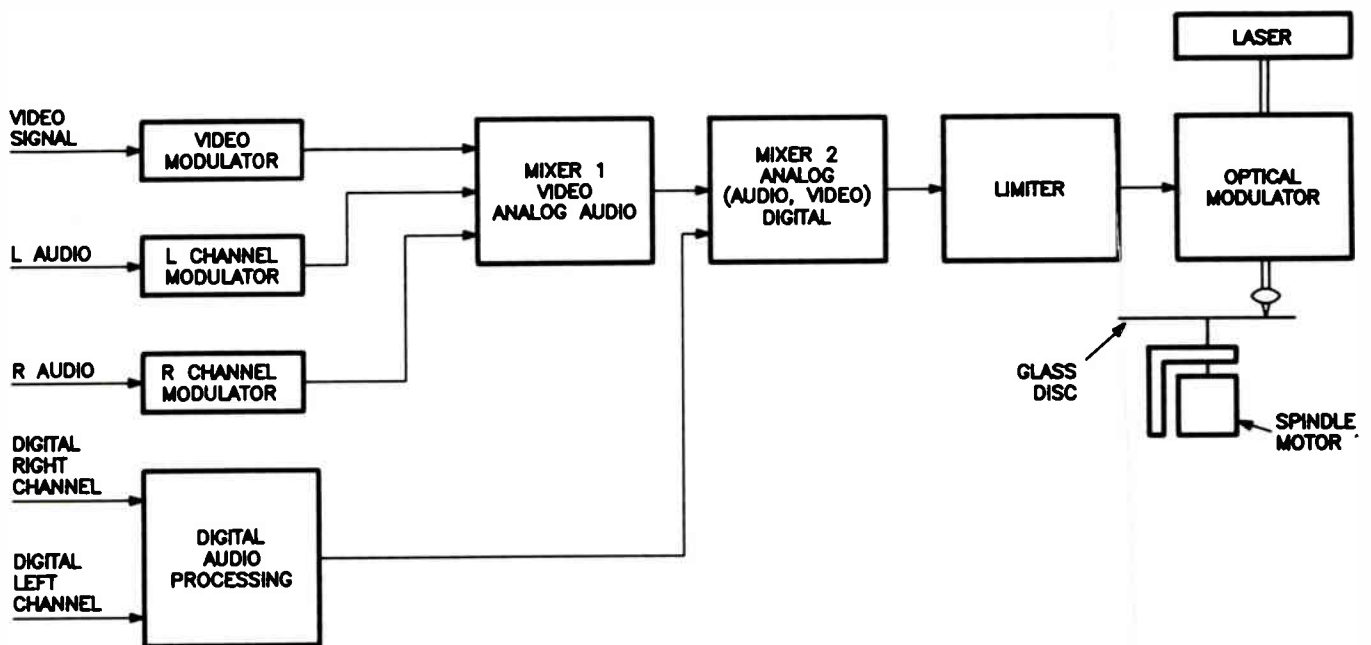 LASER
VIDEO
SIGNAL
VIDEO
MODULATOR
MIXER 1
VIDEO
ANALOG AUDIO
MIXER 2
ANALOG
(AUDIO, VIDEO)
DIGITAL
LIMITER
OPTICAL
MODULATOR
L AUDIO
L CHANNEL
MODULATOR
R AUDIO
R CHANNEL
MODULATOR
GLASS
DISC
SPINDLE
MOTOR
DIGITAL
RIGHT
CHANNEL
DIGITAL
LEFT
CHANNEL
DIGITAL
AUDIO
PROCESSING